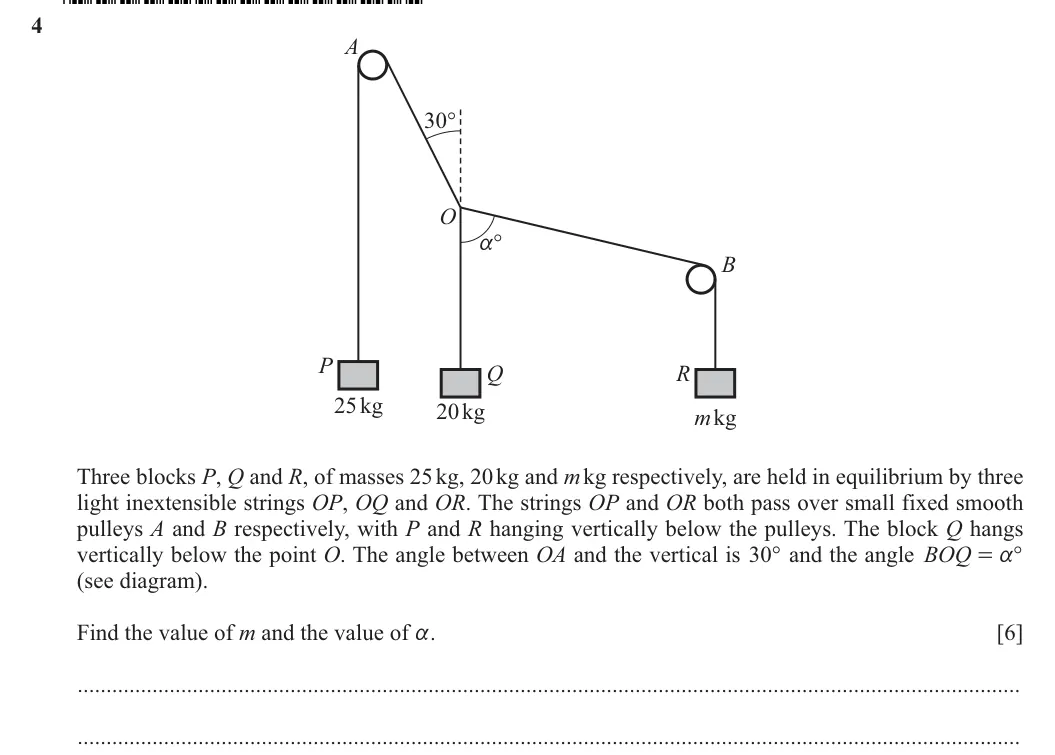 4
A
30°
O
α°
B
P
Q
R
25 kg
20 kg
m kg
Three blocks P, Q and R, of masses 25 kg, 20 kg and m kg respectively, are held in equilibrium by three
light inextensible strings OP, OQ and OR. The strings OP and OR both pass over small fixed smooth
pulleys A and B respectively, with P and R hanging vertically below the pulleys. The block Q hangs
vertically below the point O. The angle between OA and the vertical is 30° and the angle BOQ = α°
(see diagram).
Find the value of m and the value of α. [6]